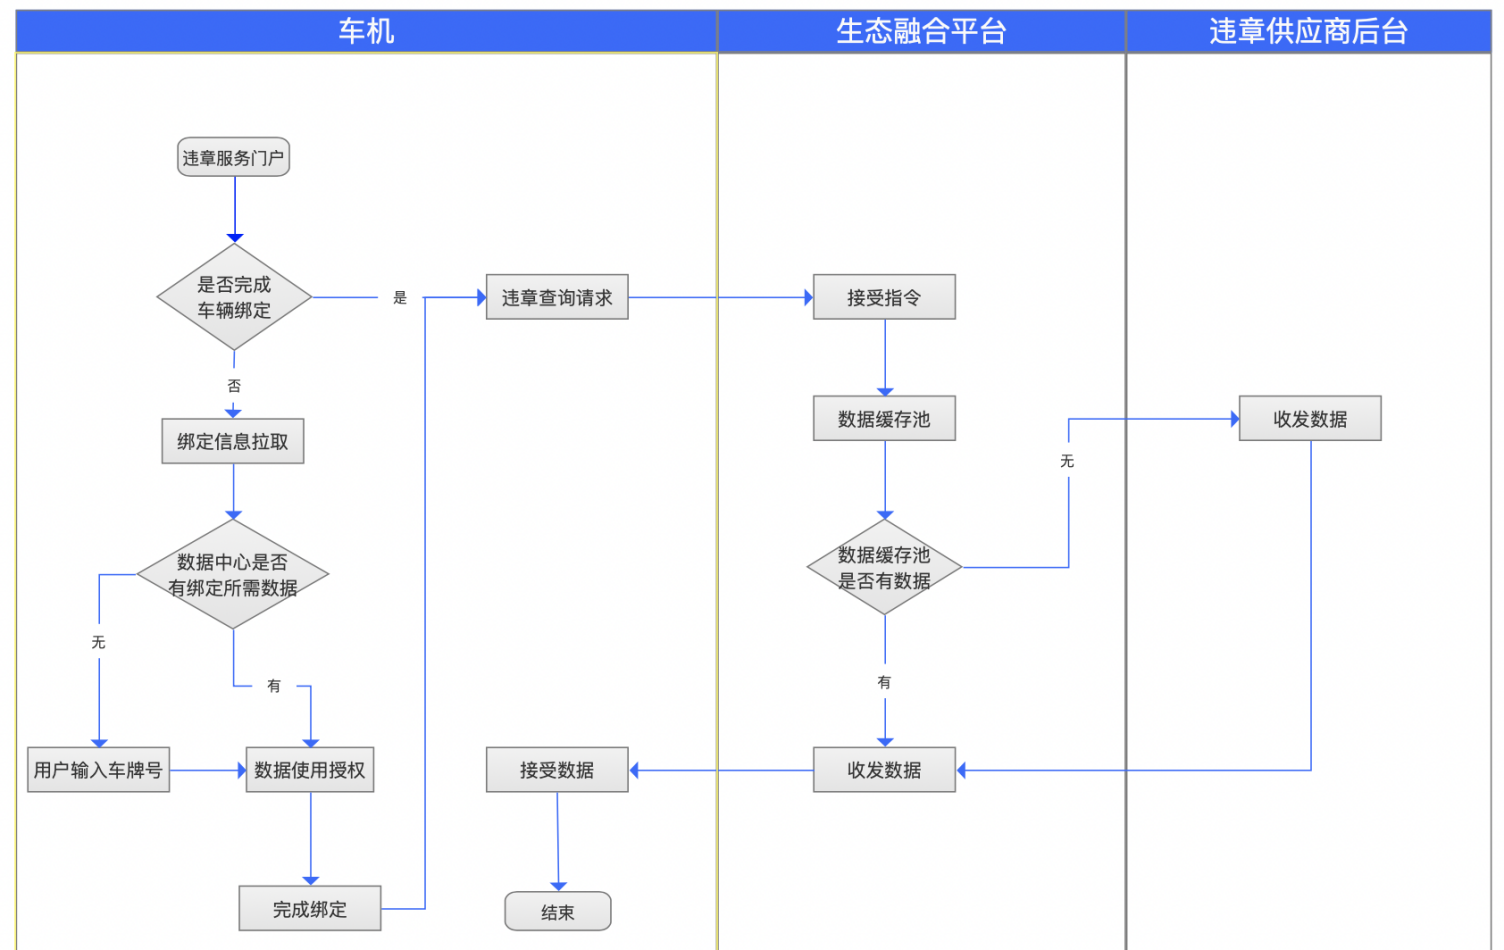 车机
生态融合平台
违章供应商后台
违章服务门户
是否完成
车辆绑定
是
违章查询请求
接受指令
否
绑定信息拉取
数据缓存池
收发数据
无
数据中心是否
有绑定所需数据
数据缓存池
是否有数据
无
有
有
用户输入车牌号
数据使用授权
接受数据
收发数据
完成绑定
结束